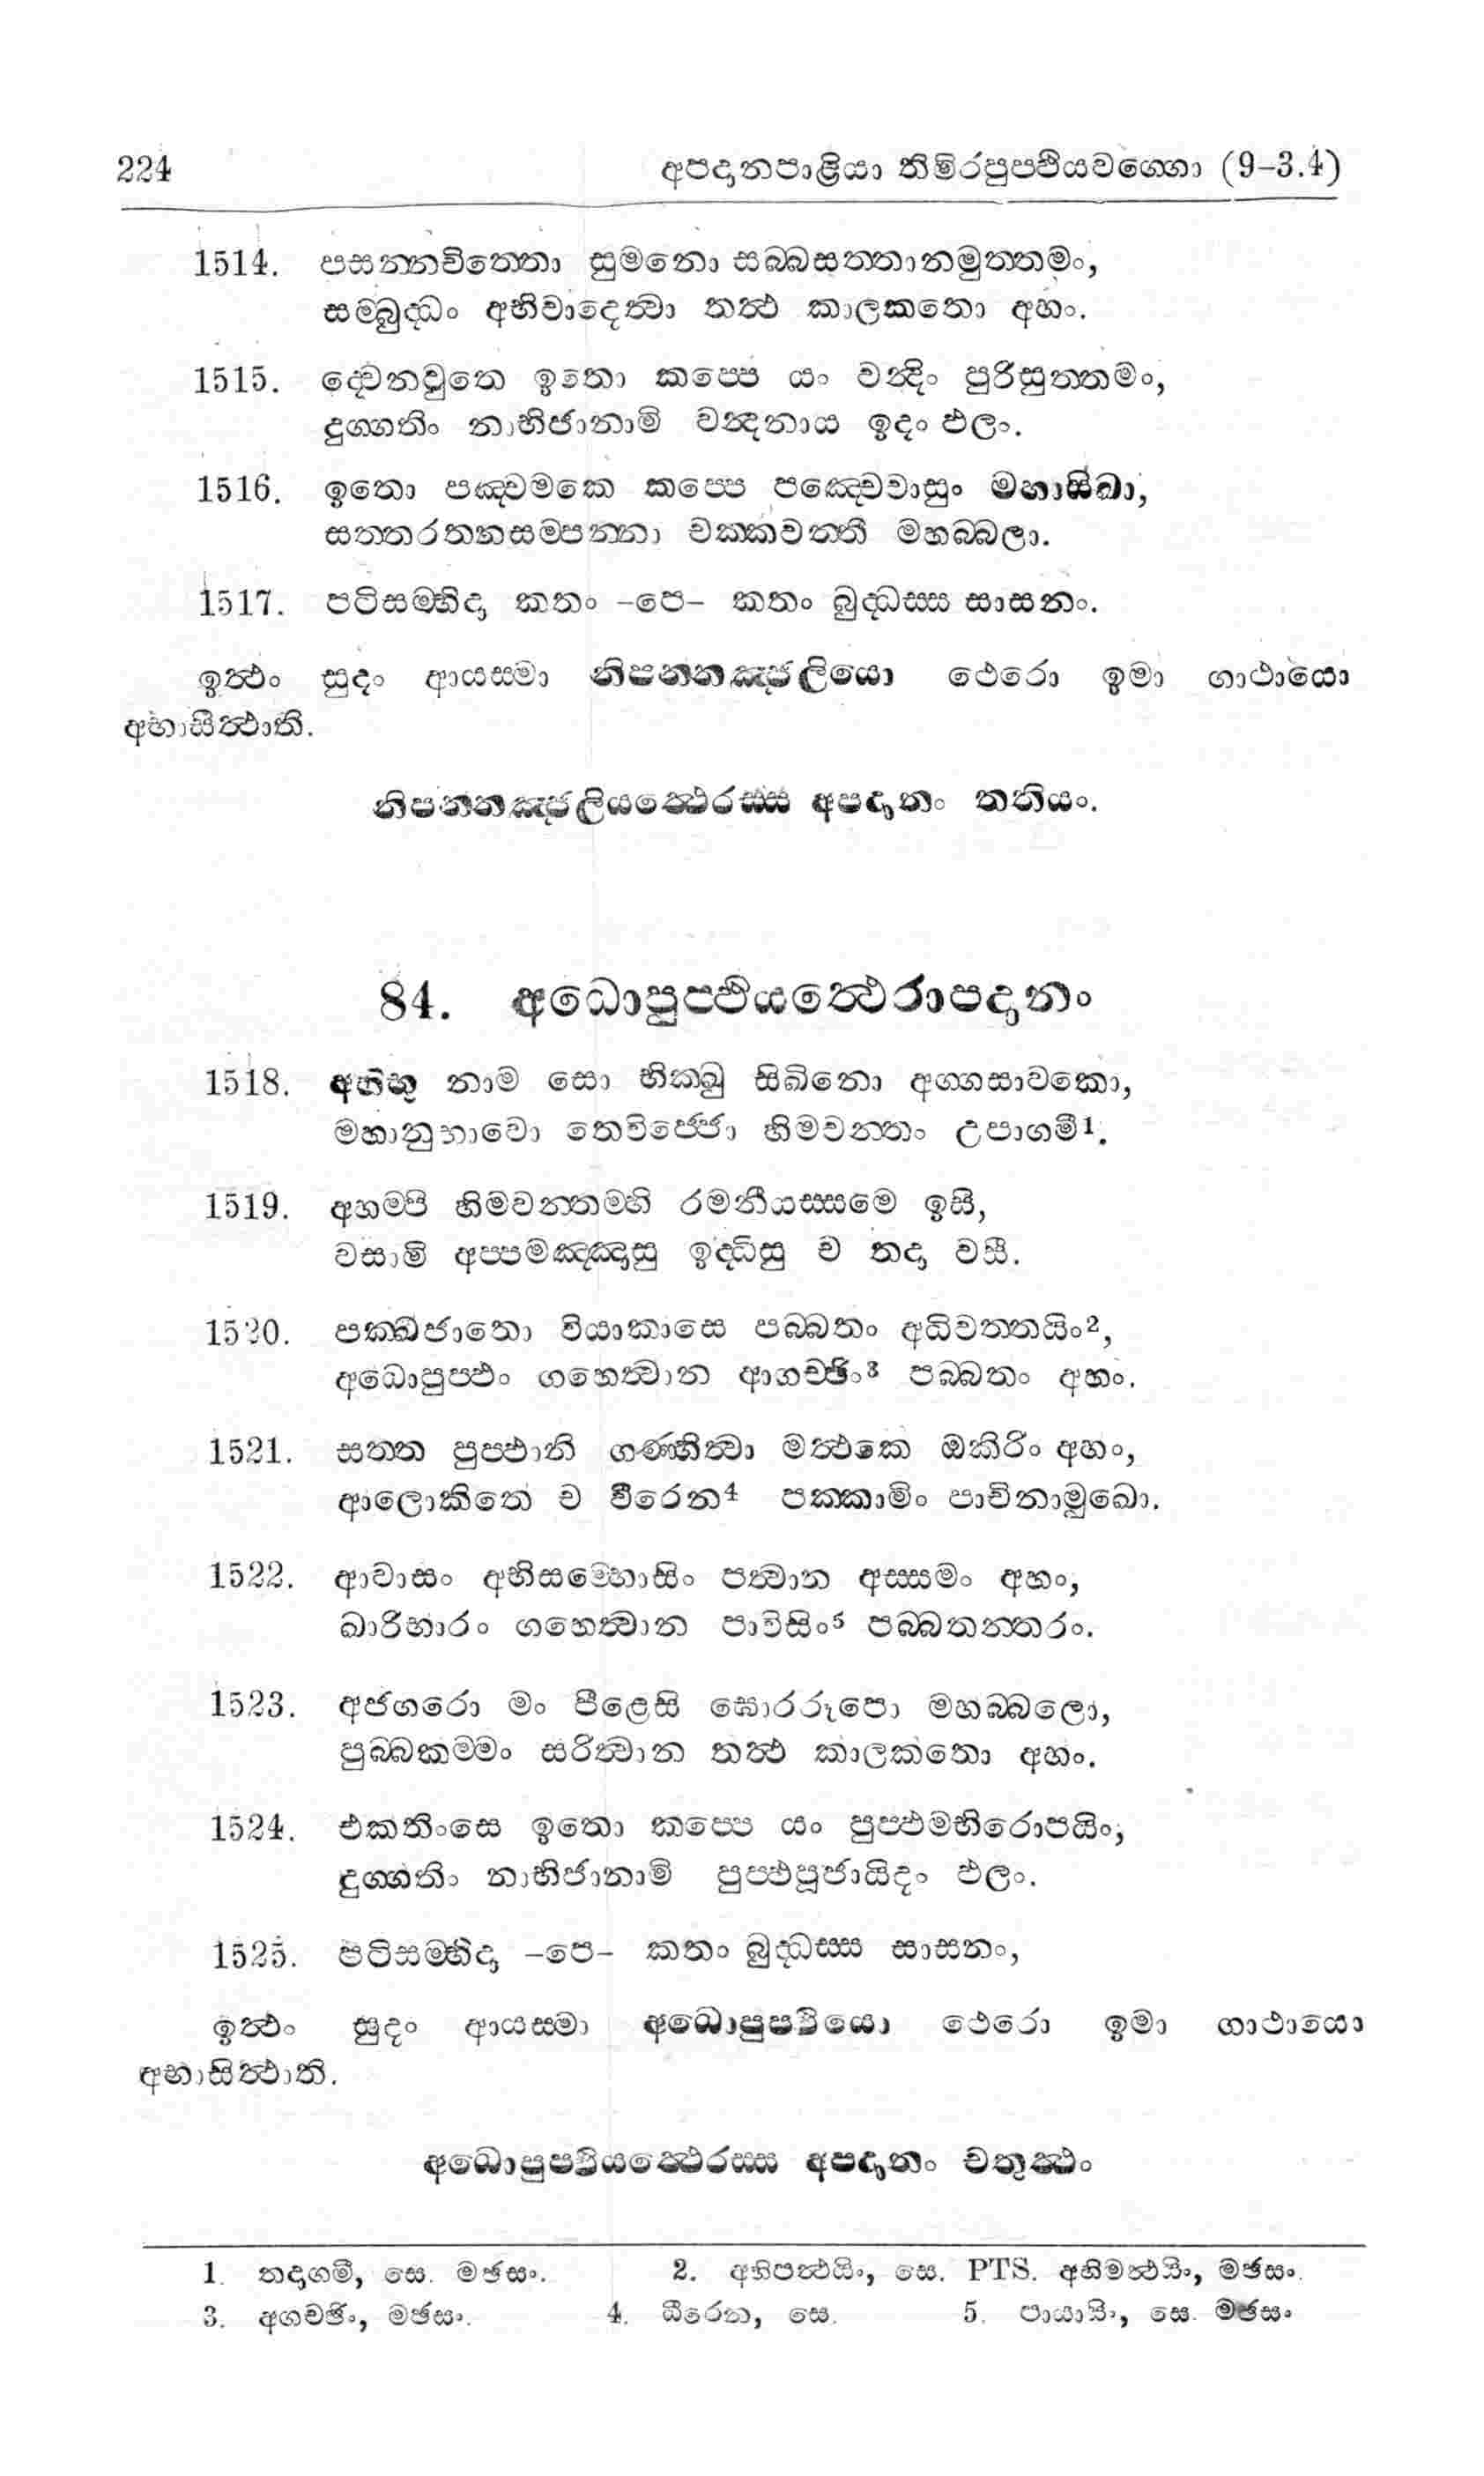 224 අපදානපාළියා තිමිරපුප්ඵියවග්ගො (9-3.4)
1514. පසන්නචිත්තො සුමනො සබ්බසත්තානමුත්තමං,
සම්බුද්ධං අභිවාදෙත්වා තත්ථ කාලකතො අහං.
1515. ද්වෙනවුතෙ ඉතො කප්පෙ යං වන්දිං පුරිසුත්තමං,
දුග්ගතිං නාභිජානාමි වන්දනාය ඉදං ඵලං.
1516. ඉතො පඤ්චමකෙ කප්පෙ පඤ්චෙවාසුං මහාසිඛා,
සත්තරතනසම්පන්නා චක්කවත්තී මහබ්බලා.
1517. පටිසම්භිදා කතං -පෙ- කතං බුද්ධස්ස සාසනං.
ඉත්ථං සුදං ආයස්මා නිපන්නඤ්ජලියො ථෙරො ඉමා ගාථායො
අභාසිත්ථාති.
නිපන්නඤ්ජලියත්ථෙරස්ස අපදානං තතියං.
84. අධොපුප්ඵියත්ථෙරාපදානං
1518. අභිභූ නාම සො භික්ඛු සිඛිනො අග්ගසාවකො,
මහානුභාවො තෙවිජ්ජො හිමවන්තං උපාගමී1.
1519. අහම්පි හිමවන්තම්හි රමනීයස්සමෙ ඉසි,
වසාමි අප්පමඤ්ඤාසු ඉද්ධිසු ච තදා වසී.
1520. පක්ඛිජාතො වියාකාසෙ පබ්බතං අධිවත්තයිං2,
අධොපුප්ඵං ගහෙත්වාන ආගච්ඡිං3 පබ්බතං අහං.
1521. සත්ත පුප්ඵානි ගණ්හිත්වා මත්ථකෙ ඔකිරිං අහං,
ආලොකිතෙ ච වීරෙන4 පක්කාමිං පාචිනාමුඛො.
1522. ආවාසං අභිසම්භොසිං පත්වාන අස්සමං අහං,
ඛාරිභාරං ගහෙත්වාන පාවිසිං5 පබ්බතන්තරං.
1523. අජගරො මං පීළෙසි ඝොරරූපො මහබ්බලො,
පුබ්බකම්මං සරිත්වාන තත්ථ කාලකතො අහං.
1524. එකතිංසෙ ඉතො කප්පෙ යං පුප්ඵමභිරොපයිං,
දුග්ගතිං නාභිජානාමි පුප්ඵපූජායිදං ඵලං.
1525. පටිසම්භිදා -පෙ- කතං බුද්ධස්ස සාසනං,
ඉත්ථං සුදං ආයස්මා අධොපුප්ඵියො ථෙරො ඉමා ගාථායො
අභාසිත්ථාති.
අධොපුප්ඵියත්ථෙරස්ස අපදානං චතුත්ථං
1. තදාගමී, සෙ. මඡසං. 2. අභිපත්ථයිං, සෙ. PTS. අභිමත්ථයිං, මඡසං.
3. අගච්ඡිං, මඡසං. 4. ධීරෙන, සෙ. 5. පායාසිං, සෙ. මඡසං